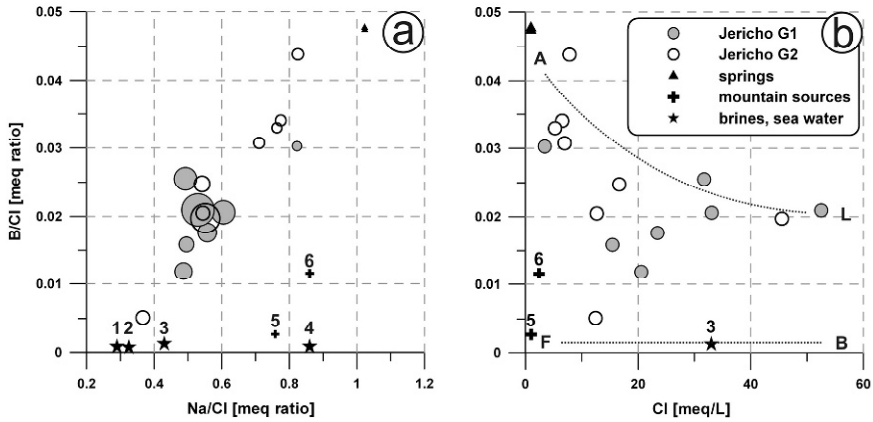 0.05
0.04
0.03
0.02
0.01
0
B/Cl [meq ratio]
a
6
1 2 3 5 4
0.2 0.4 0.6 0.8 1 1.2
Na/Cl [meq ratio]
0.05
0.04
0.03
0.02
0.01
0
b
Jericho G1
Jericho G2
springs
mountain sources
brines, sea water
A
L
6
5
F
3
B
0 20 40 60
Cl [meq/L]